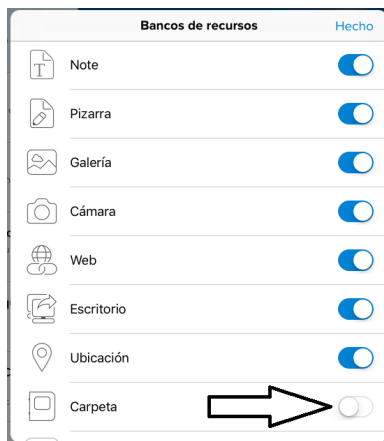 Bancos de recursos
Hecho
Note
Pizarra
Galería
Cámara
Web
Escritorio
Ubicación
Carpeta